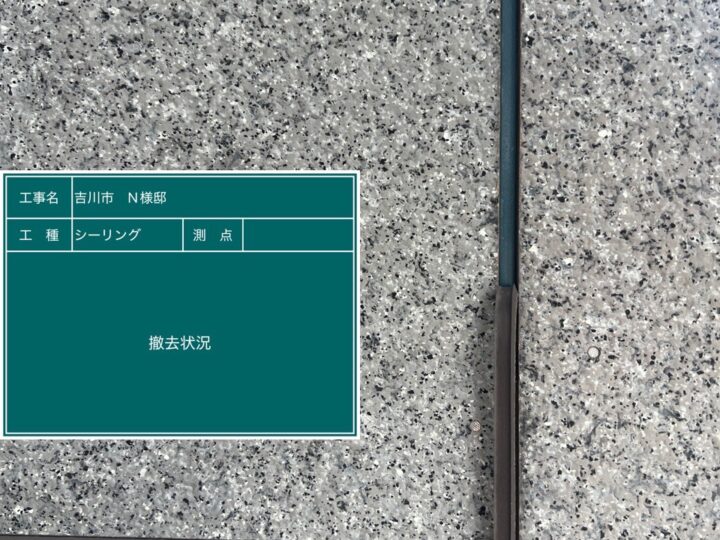 工事名 吉川市　N様邸
工　種 シーリング 測　点
撤去状況